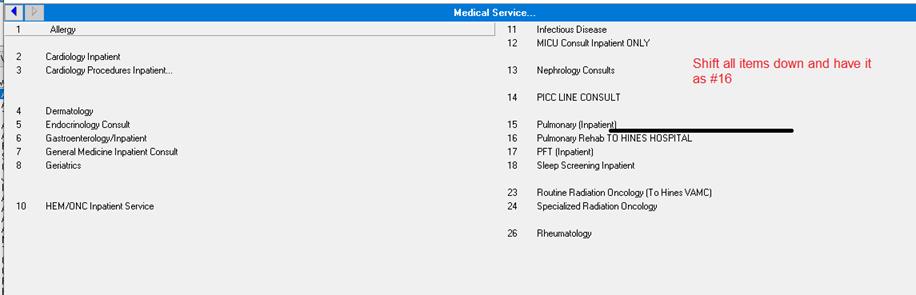 Medical Service...
1 Allergy
2 Cardiology Inpatient
3 Cardiology Procedures Inpatient...
4 Dermatology
5 Endocrinology Consult
6 Gastroenterology/Inpatient
7 General Medicine Inpatient Consult
8 Geriatrics
10 HEM/ONC Inpatient Service
11 Infectious Disease
12 MICU Consult Inpatient ONLY
13 Nephrology Consults
14 PICC LINE CONSULT
15 Pulmonary (Inpatient)
16 Pulmonary Rehab TO HINES HOSPITAL
17 PFT (Inpatient)
18 Sleep Screening Inpatient
23 Routine Radiation Oncology (To Hines VAMC)
24 Specialized Radiation Oncology
26 Rheumatology
Shift all items down and have it
as #16